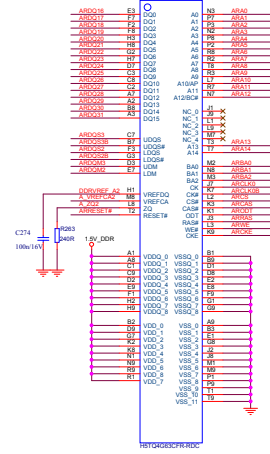 ARDQ16 E3 DQ0 A0 N3 ARA0
ARDQ17 F7 DQ1 A1 P7 ARA1
ARDQ18 F2 DQ2 A2 P3 ARA2
ARDQ19 F8 DQ3 A3 N2 ARA3
ARDQ20 H3 DQ4 A4 P8 ARA4
ARDQ21 H8 DQ5 A5 P2 ARA5
ARDQ22 G2 DQ6 A6 R8 ARA6
ARDQ23 H7 DQ7 A7 R2 ARA7
ARDQ24 D7 DQ8 A8 T8 ARA8
ARDQ25 C3 DQ9 A9 R3 ARA9
ARDQ26 C8 DQ10 A10/AP L7 ARA10
ARDQ27 C2 DQ11 A11 R7 ARA11
ARDQ28 A7 DQ12 A12/BC# N7 ARA12
ARDQ29 A2 DQ13
ARDQ30 B8 DQ14 NC_0 J1
ARDQ31 A3 DQ15 NC_1 J9
NC_2 L1
NC_3 L9
NC_4 M7
ARDQS3 C7 UDQS A13 T3 ARA13
ARDQS3B B7 UDQS# A14 T7 ARA14
ARDQS2 F3 LDQS
ARDQS2B G3 LDQS# BA0 M2 ARBA0
ARDM3 D3 UDM BA1 N8 ARBA1
ARDM2 E7 LDM BA2 M3 ARBA2
CK J7 ARCLK0
DDRVREF_A2 H1 VREFDQ CK# K7 ARCLK0B
A_VREFCA2 M8 VREFCA CS# L2 ARCS
A_ZQ2 L8 ZQ CAS# K3 ARCAS
ARRESET# T2 RESET# ODT K1 ARODT
RAS# J3 ARRAS
WE# L3 ARWE
CKE K9 ARCKE
C274
100n/16V
R263
240R
1.5V_DDR
A1 VDDQ_0 VSSQ_0 B1
A8 VDDQ_1 VSSQ_1 B9
C1 VDDQ_2 VSSQ_2 D1
C9 VDDQ_3 VSSQ_3 D8
D2 VDDQ_4 VSSQ_4 E2
E9 VDDQ_5 VSSQ_5 E8
F1 VDDQ_6 VSSQ_6 F9
H2 VDDQ_7 VSSQ_7 G1
H9 VDDQ_8 VSSQ_8 G9
B2 VDD_0 VSS_0 A9
D9 VDD_1 VSS_1 B3
G7 VDD_2 VSS_2 E1
K2 VDD_3 VSS_3 G8
K8 VDD_4 VSS_4 J2
N1 VDD_5 VSS_5 J8
N9 VDD_6 VSS_6 M1
R1 VDD_7 VSS_7 M9
VSS_8 P1
VSS_9 P9
VSS_10 T1
VSS_11 T9
H5TQ4G63CFR-RDC